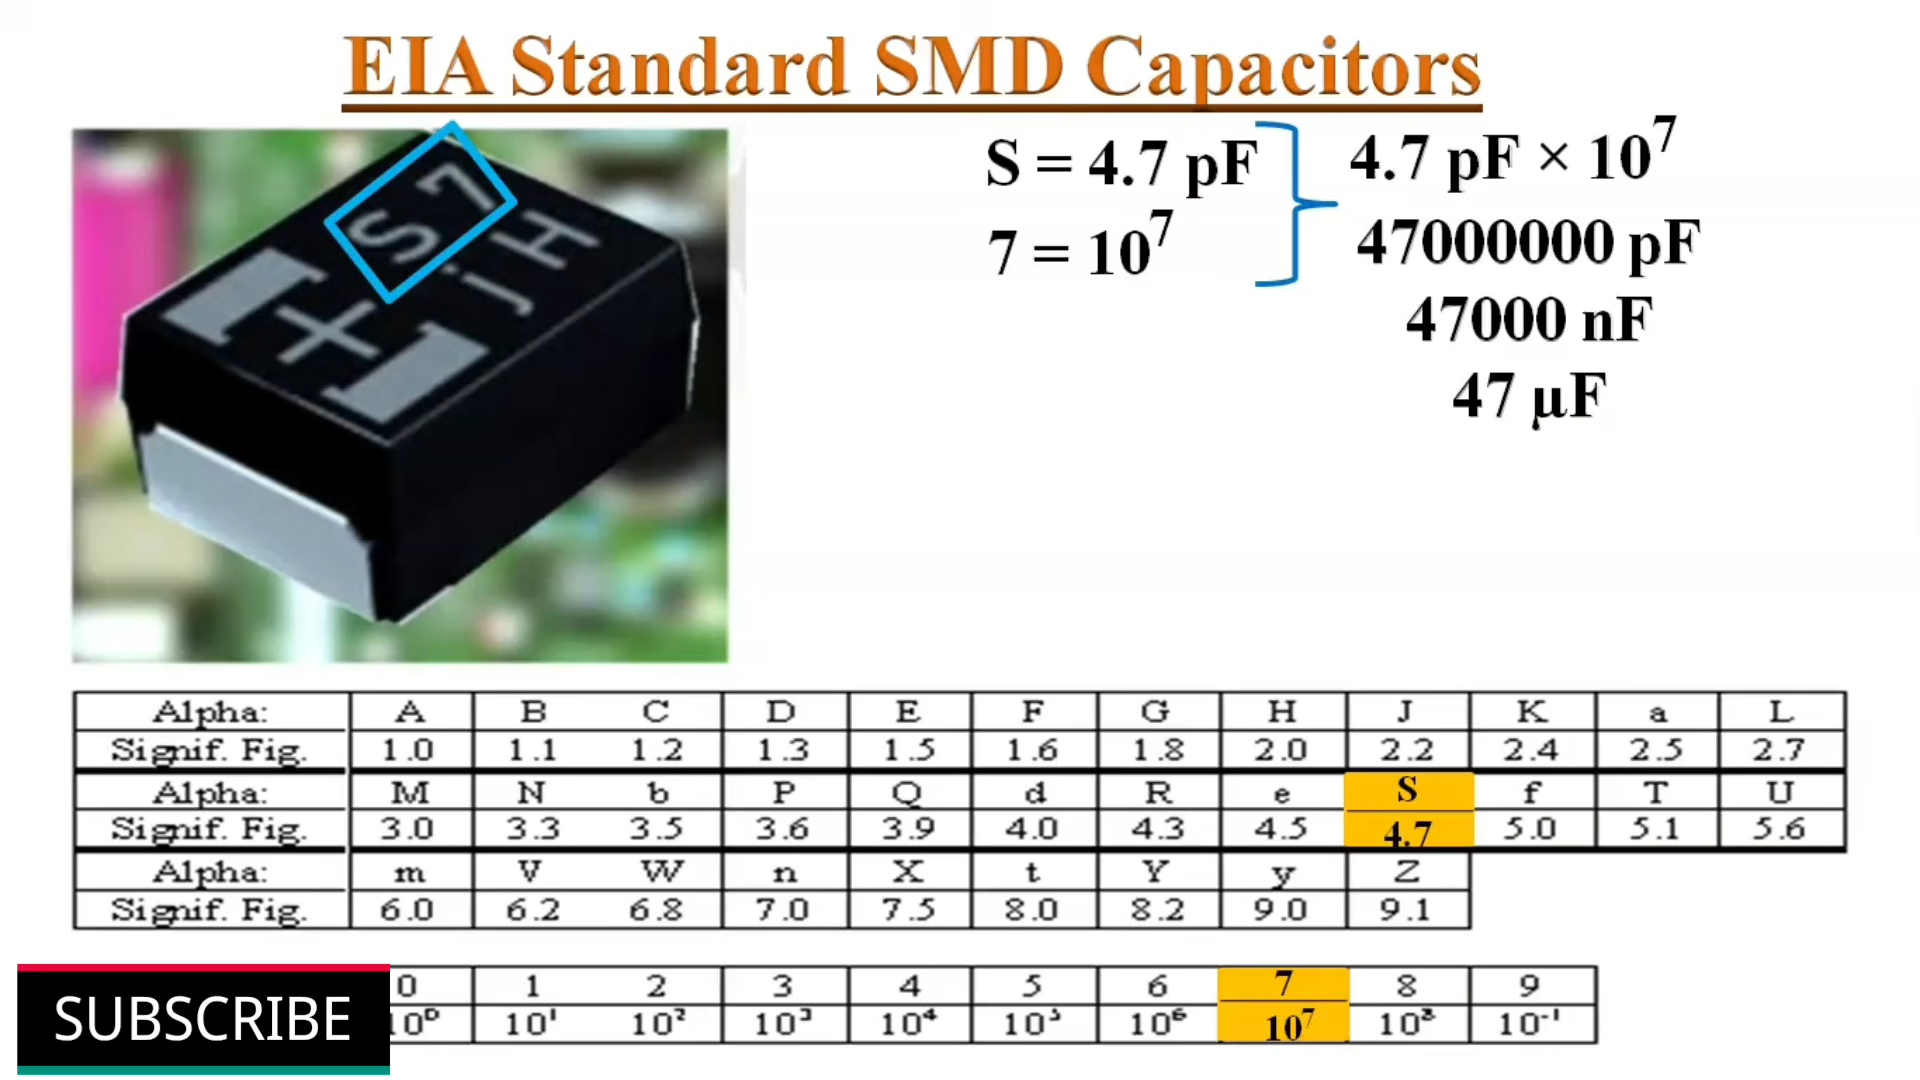 EIA Standard SMD Capacitors
S7
jH
+
S = 4.7 pF
7 = 10⁷
4.7 pF × 10⁷
47000000 pF
47000 nF
47 µF
Alpha: A B C D E F G H J K a L
Signif. Fig. 1.0 1.1 1.2 1.3 1.5 1.6 1.8 2.0 2.2 2.4 2.5 2.7
Alpha: M N b P Q d R e S f T U
Signif. Fig. 3.0 3.3 3.5 3.6 3.9 4.0 4.3 4.5 4.7 5.0 5.1 5.6
Alpha: m V W n X t Y y Z
Signif. Fig. 6.0 6.2 6.8 7.0 7.5 8.0 8.2 9.0 9.1
0 1 2 3 4 5 6 7 8 9
10⁰ 10¹ 10² 10³ 10⁴ 10⁵ 10⁶ 10⁷ 10⁸ 10⁻¹
SUBSCRIBE